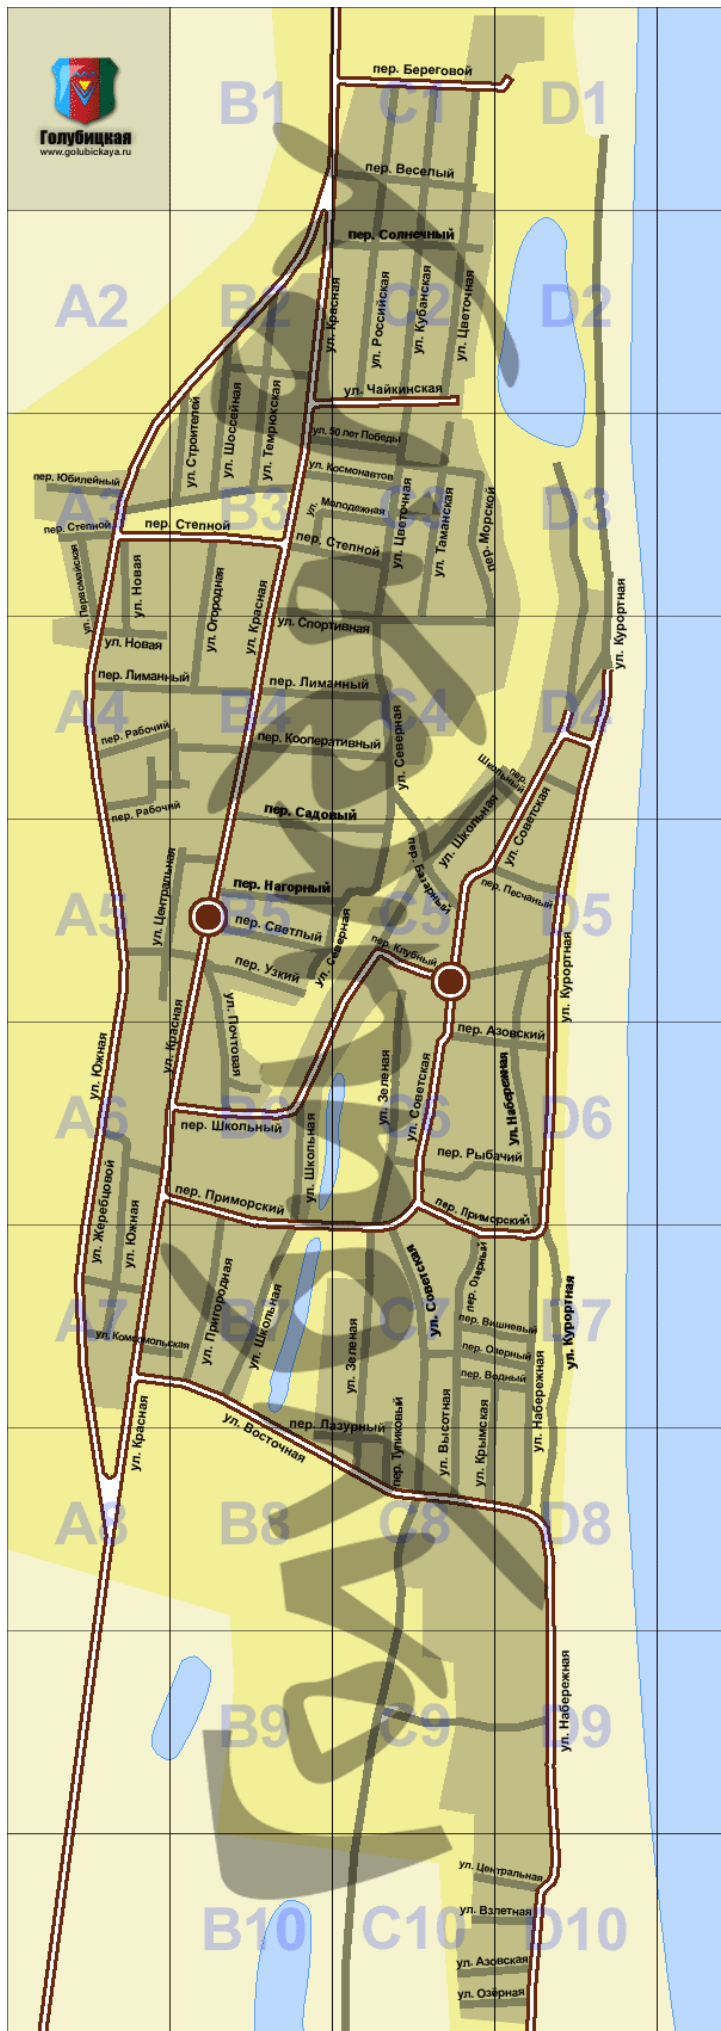 Голубицкая
www.golubickaya.ru
пер. Береговой
B1
C1
D1
пер. Веселый
пер. Солнечный
A2
B2
C2
D2
ул. Красная
ул. Российская
ул. Кубанская
ул. Цветочная
ул. Чайкинская
ул. Строителей
ул. Шоссейная
ул. Темрюкская
ул. 50 лет Победы
ул. Космонавтов
пер. Юбилейный
A3
B3
C3
D3
ул. Молодежная
ул. Цветочная
ул. Таманская
пер. Морской
пер. Степной
пер. Степной
пер. Степной
ул. Первомайская
ул. Новая
ул. Огородная
ул. Красная
ул. Спортивная
ул. Новая
ул. Курортная
пер. Лиманный
пер. Лиманный
A4
B4
C4
D4
пер. Рабочий
пер. Кооперативный
ул. Северная
пер. Школьный
пер. Рабочий
пер. Садовый
ул. Школьная
ул. Советская
пер. Базарный
ул. Центральная
пер. Нагорный
пер. Песчаный
A5
B5
C5
D5
пер. Светлый
ул. Северная
пер. Клубный
пер. Узкий
ул. Курортная
ул. Красная
ул. Почтовая
ул. Южная
пер. Азовский
ул. Зеленая
ул. Советская
ул. Набережная
A6
B6
C6
D6
пер. Школьный
ул. Школьная
пер. Рыбачий
ул. Жеребцовой
ул. Южная
пер. Приморский
пер. Приморский
ул. Советская
пер. Озерный
A7
B7
C7
D7
ул. Комсомольская
ул. Пригородная
ул. Школьная
ул. Зеленая
пер. Вишневый
пер. Озерный
пер. Водный
ул. Курортная
ул. Красная
ул. Восточная
пер. Лазурный
пер. Тупиковый
ул. Высотная
ул. Крымская
ул. Набережная
A8
B8
C8
D8
B9
C9
D9
ул. Набережная
ул. Центральная
B10
C10
D10
ул. Взлетная
ул. Азовская
ул. Озёрная